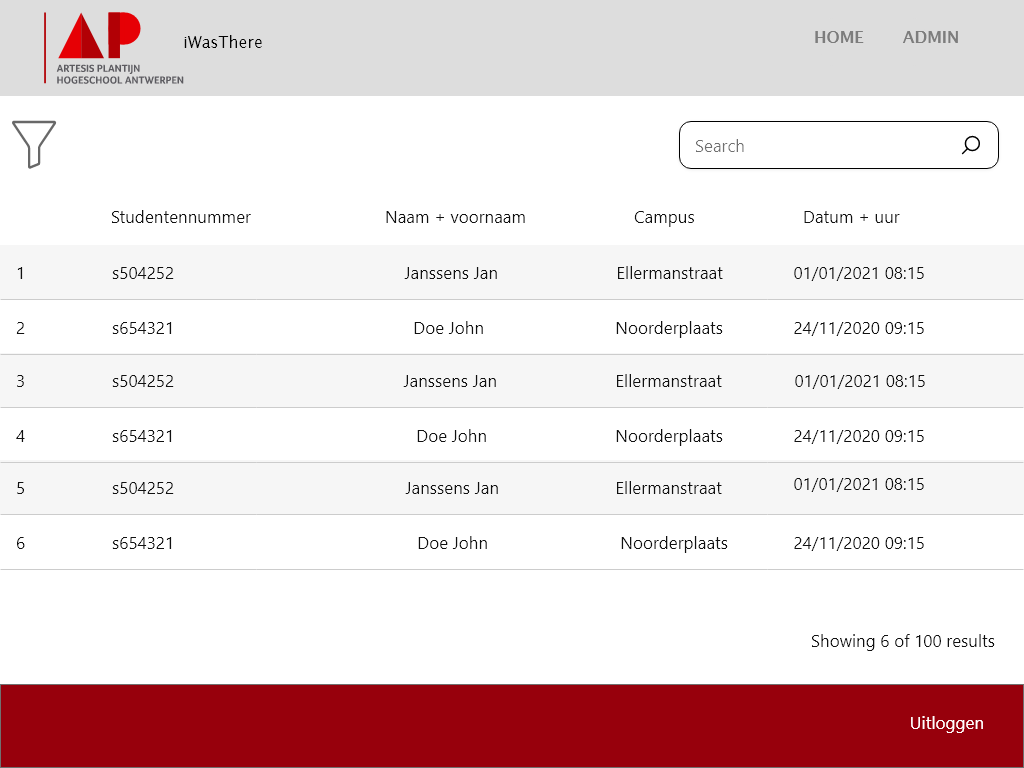 AP
ARTESIS PLANTIJN
HOGESCHOOL ANTWERPEN
iWasThere
HOME ADMIN
Search
Studentennummer Naam + voornaam Campus Datum + uur
1 s504252 Janssens Jan Ellermanstraat 01/01/2021 08:15
2 s654321 Doe John Noorderplaats 24/11/2020 09:15
3 s504252 Janssens Jan Ellermanstraat 01/01/2021 08:15
4 s654321 Doe John Noorderplaats 24/11/2020 09:15
5 s504252 Janssens Jan Ellermanstraat 01/01/2021 08:15
6 s654321 Doe John Noorderplaats 24/11/2020 09:15
Showing 6 of 100 results
Uitloggen